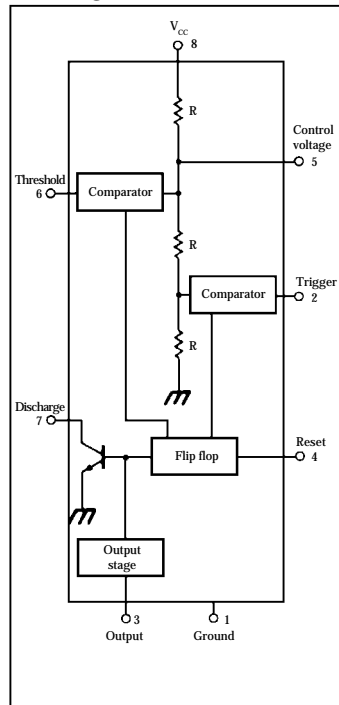 V_CC
8
R
Control
voltage
5
Threshold
6
Comparator
R
Comparator
Trigger
2
R
Discharge
7
Flip flop
Reset
4
Output
stage
3
Output
1
Ground